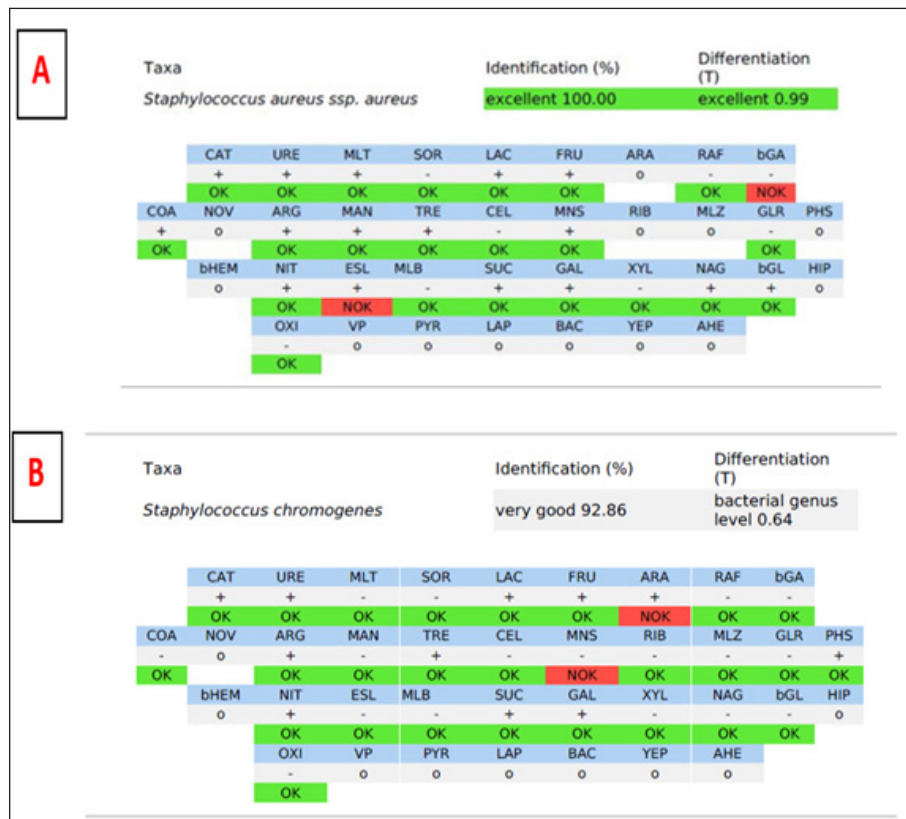 A
Taxa Identification (%) Differentiation (T)
Staphylococcus aureus ssp. aureus excellent 100.00 excellent 0.99
CAT URE MLT SOR LAC FRU ARA RAF bGA
+ + + - + + o - -
OK OK OK OK OK OK OK NOK
COA NOV ARG MAN TRE CEL MNS RIB MLZ GLR PHS
+ o + + + - + o o - o
OK OK OK OK OK OK OK
bHEM NIT ESL MLB SUC GAL XYL NAG bGL HIP
o + + - + + - + + o
OK NOK OK OK OK OK OK OK
OXI VP PYR LAP BAC YEP AHE
- o o o o o o
OK
B
Taxa Identification (%) Differentiation (T)
Staphylococcus chromogenes very good 92.86 bacterial genus level 0.64
CAT URE MLT SOR LAC FRU ARA RAF bGA
+ + - - + + + - -
OK OK OK OK OK OK NOK OK OK
COA NOV ARG MAN TRE CEL MNS RIB MLZ GLR PHS
- o + - + - - - - - +
OK OK OK OK OK NOK OK OK OK OK
bHEM NIT ESL MLB SUC GAL XYL NAG bGL HIP
o + - - + + - - - o
OK OK OK OK OK OK OK OK
OXI VP PYR LAP BAC YEP AHE
- o o o o o o
OK